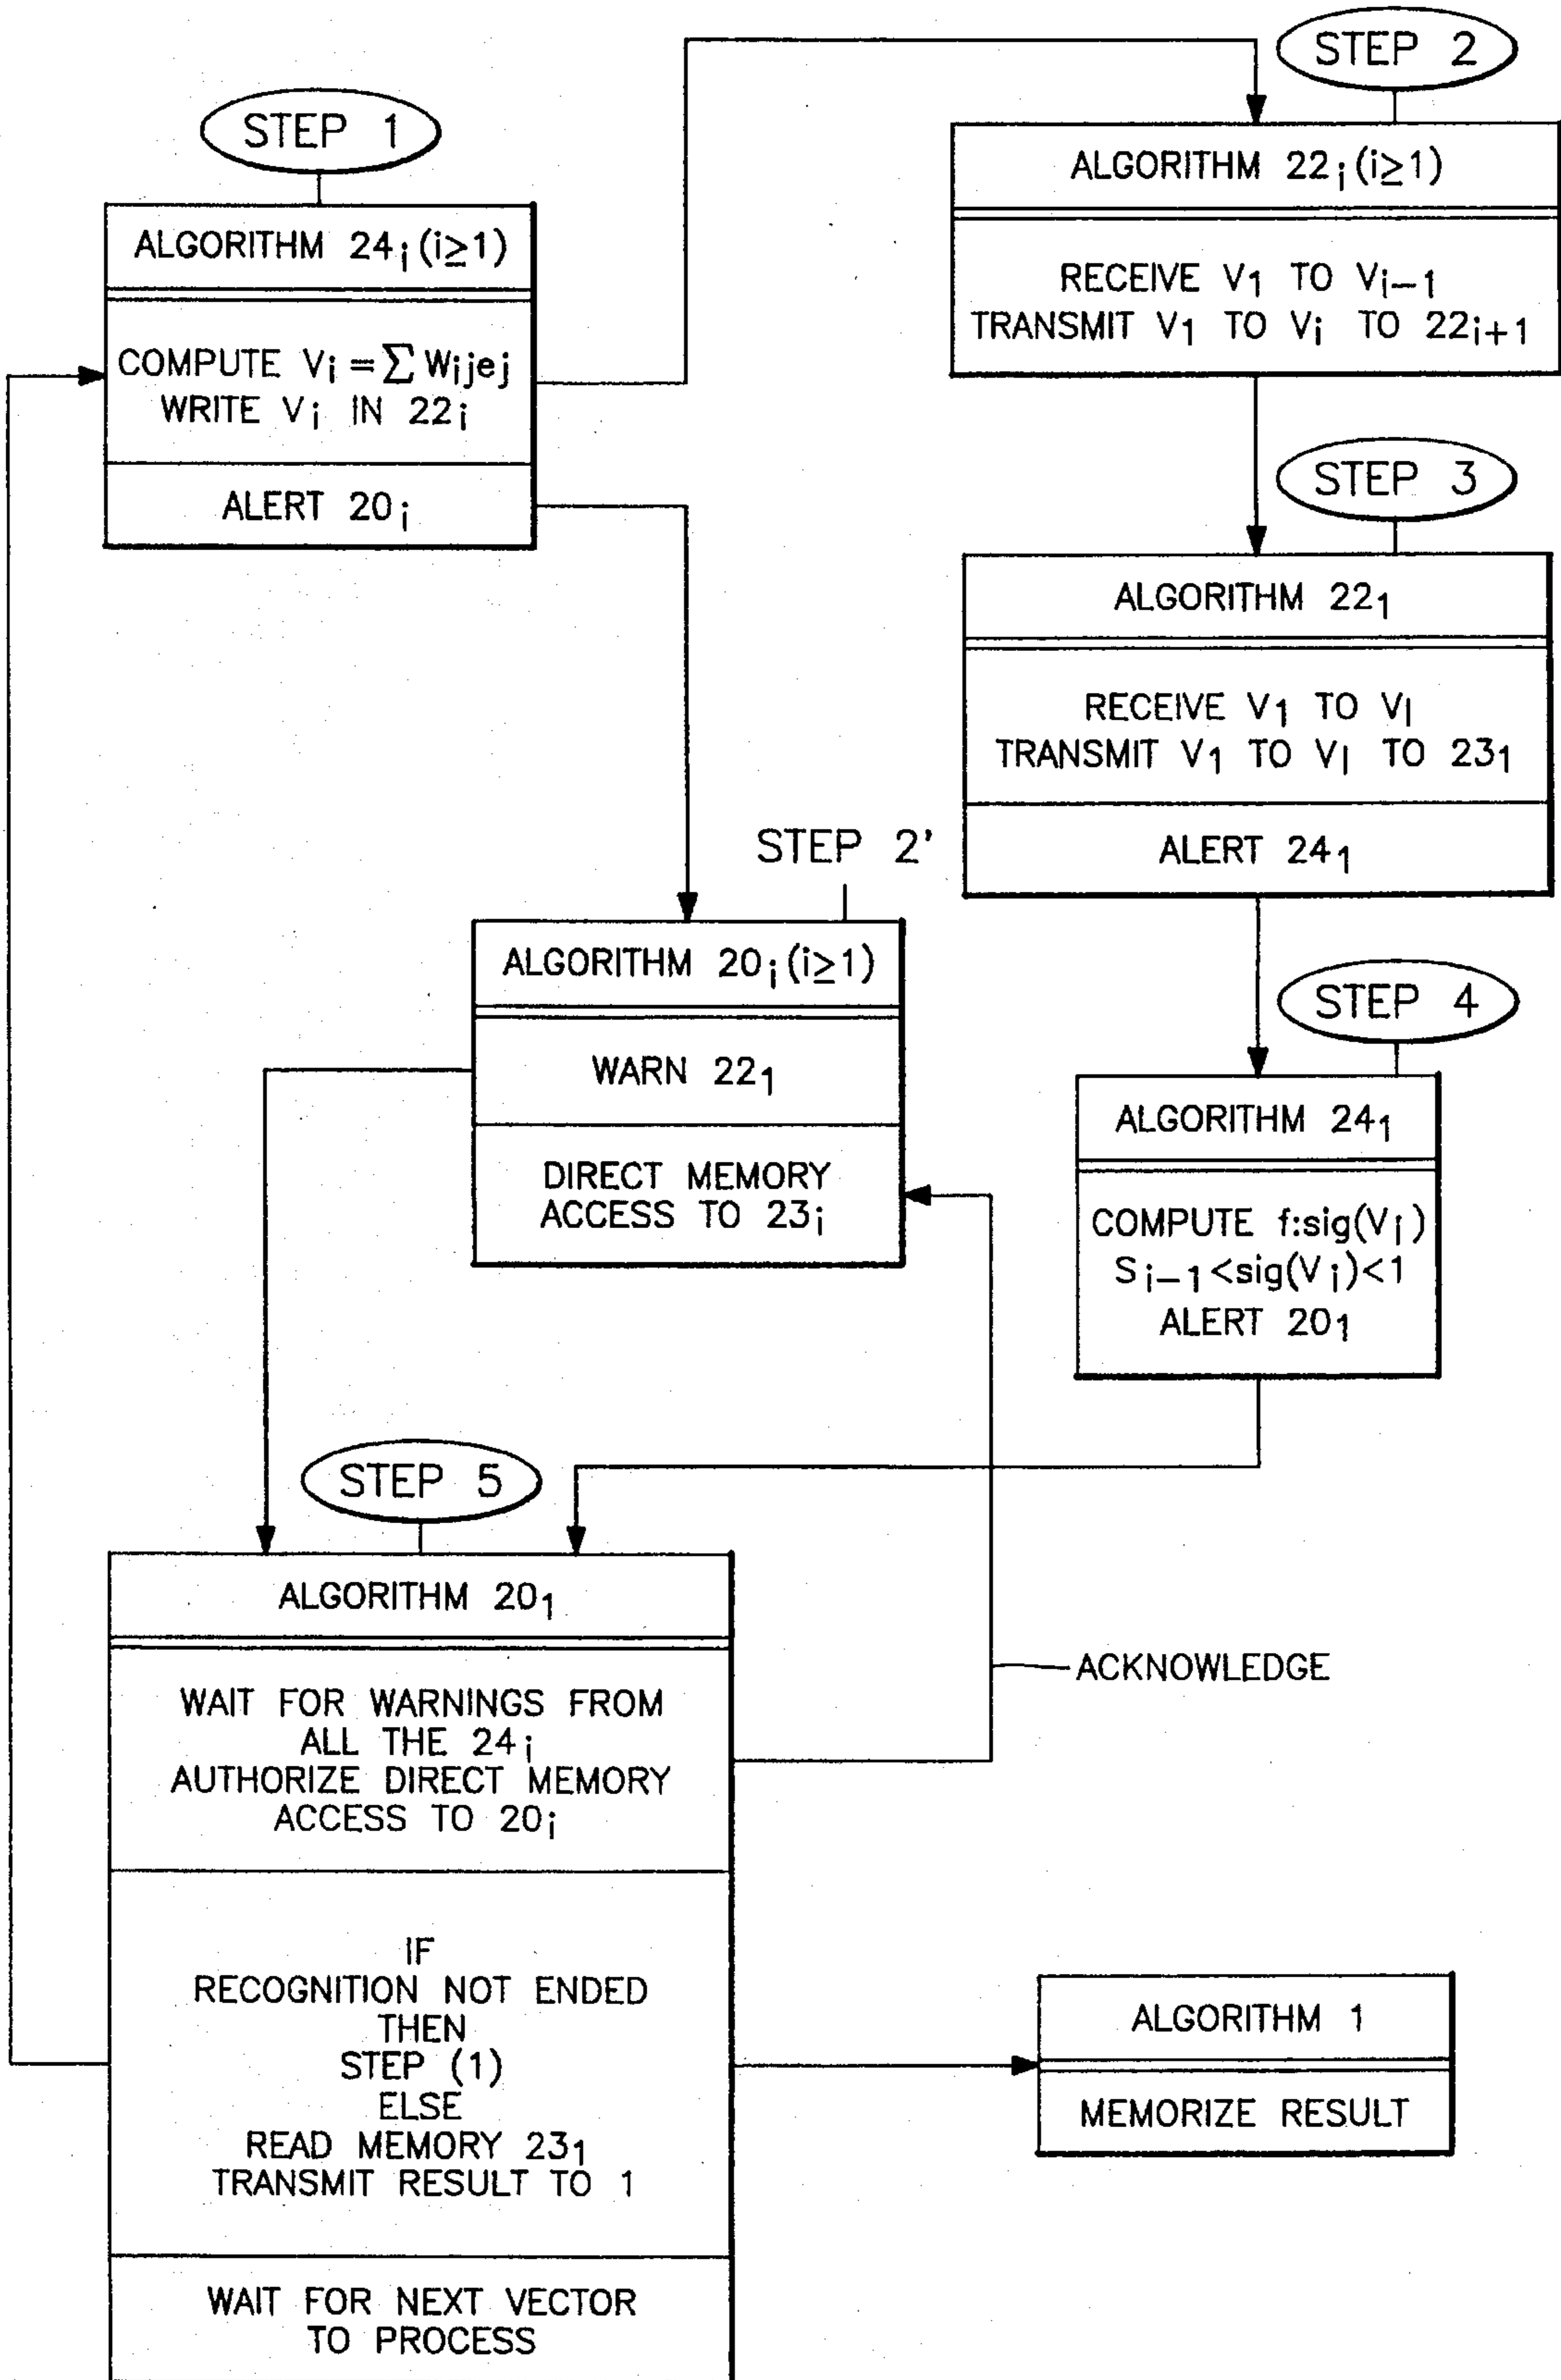 STEP 1
ALGORITHM 24i (i≥1)
COMPUTE Vi = ∑ Wijej
WRITE Vi IN 22i
ALERT 20i
STEP 2
ALGORITHM 22i (i≥1)
RECEIVE V1 TO Vi−1
TRANSMIT V1 TO Vi TO 22i+1
STEP 3
ALGORITHM 221
RECEIVE V1 TO VI
TRANSMIT V1 TO VI TO 231
ALERT 241
STEP 2'
ALGORITHM 20i (i≥1)
WARN 221
DIRECT MEMORY
ACCESS TO 23i
STEP 4
ALGORITHM 241
COMPUTE f:sig(Vi)
Si−1<sig(Vi)<1
ALERT 201
STEP 5
ALGORITHM 201
WAIT FOR WARNINGS FROM
ALL THE 24i
AUTHORIZE DIRECT MEMORY
ACCESS TO 20i
ACKNOWLEDGE
IF
RECOGNITION NOT ENDED
THEN
STEP (1)
ELSE
READ MEMORY 231
TRANSMIT RESULT TO 1
WAIT FOR NEXT VECTOR
TO PROCESS
ALGORITHM 1
MEMORIZE RESULT